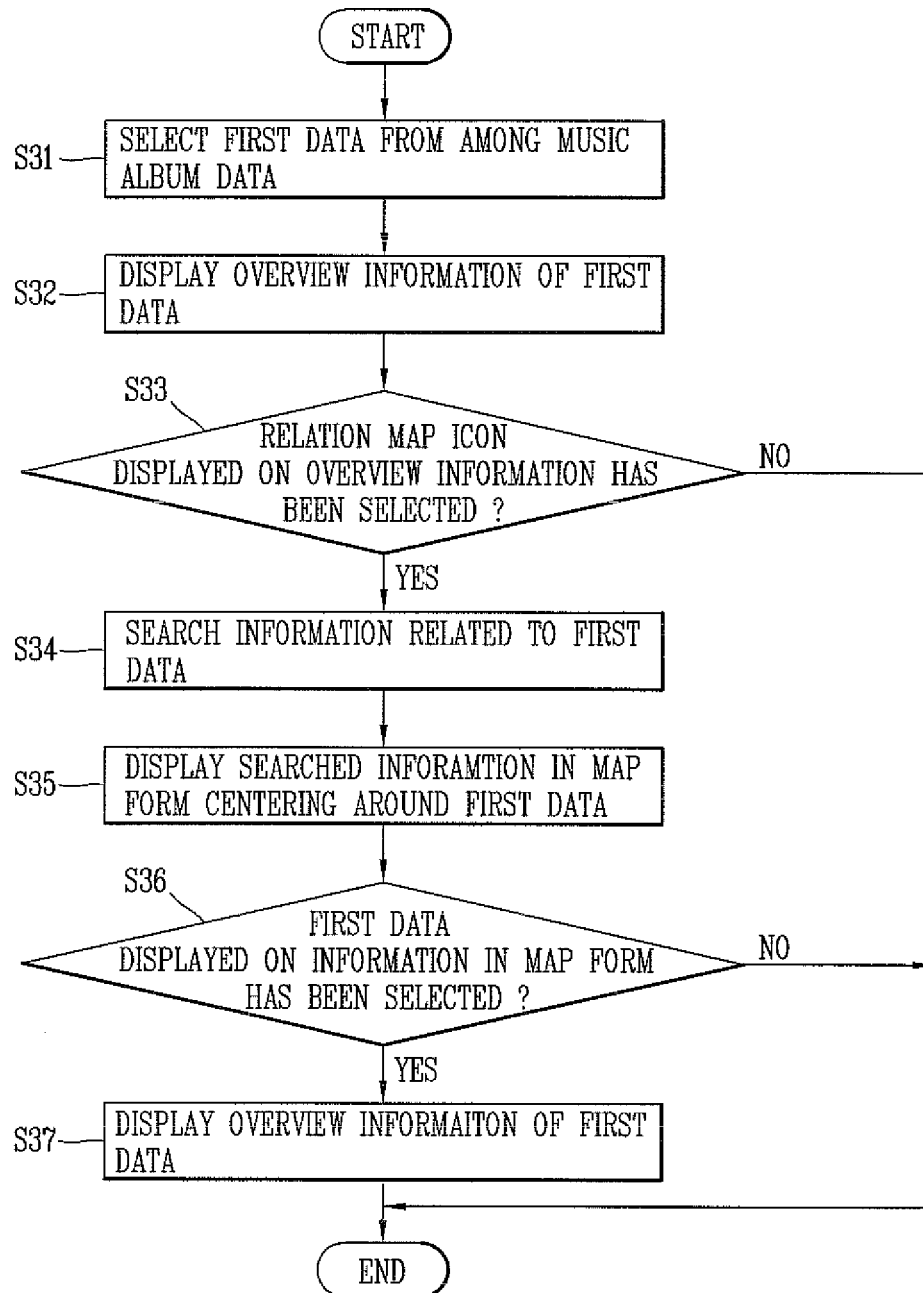 START
S31
SELECT FIRST DATA FROM AMONG MUSIC
ALBUM DATA
S32
DISPLAY OVERVIEW INFORMATION OF FIRST
DATA
S33
RELATION MAP ICON
DISPLAYED ON OVERVIEW INFORMATION HAS
BEEN SELECTED ?
NO
YES
S34
SEARCH INFORMATION RELATED TO FIRST
DATA
S35
DISPLAY SEARCHED INFORAMTION IN MAP
FORM CENTERING AROUND FIRST DATA
S36
FIRST DATA
DISPLAYED ON INFORMATION IN MAP FORM
HAS BEEN SELECTED ?
NO
YES
S37
DISPLAY OVERVIEW INFORMAITON OF FIRST
DATA
END